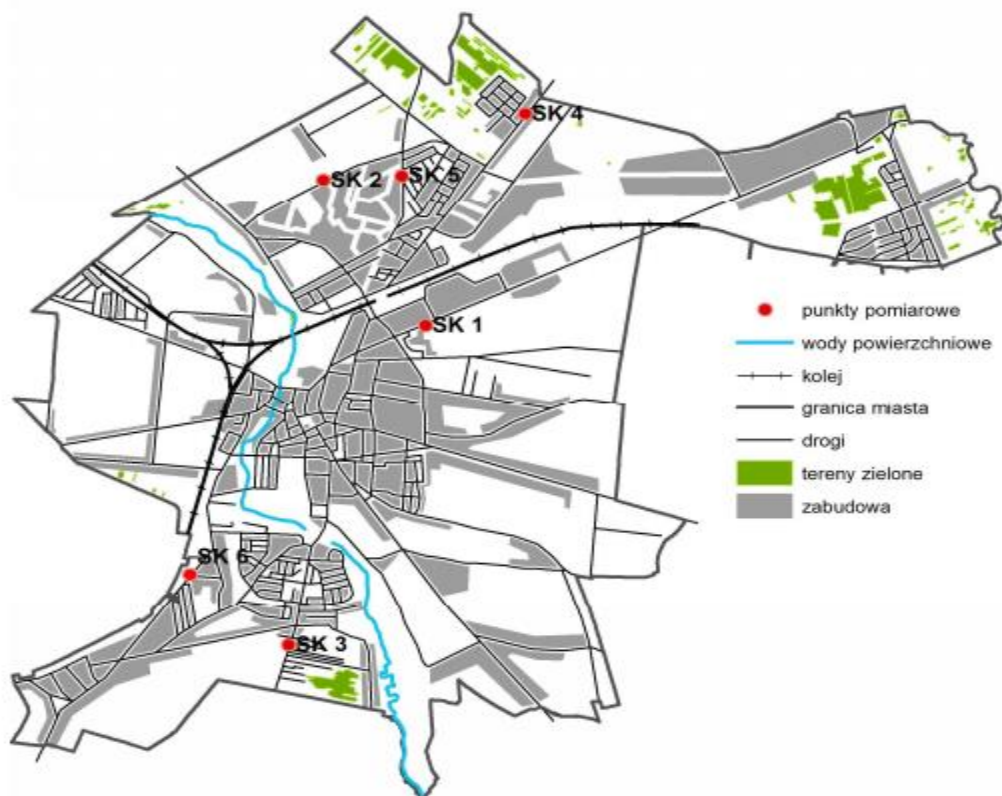 SK 4
SK 2
SK 5
SK 1
punkty pomiarowe
wody powierzchniowe
kolej
granica miasta
drogi
tereny zielone
zabudowa
SK 6
SK 3